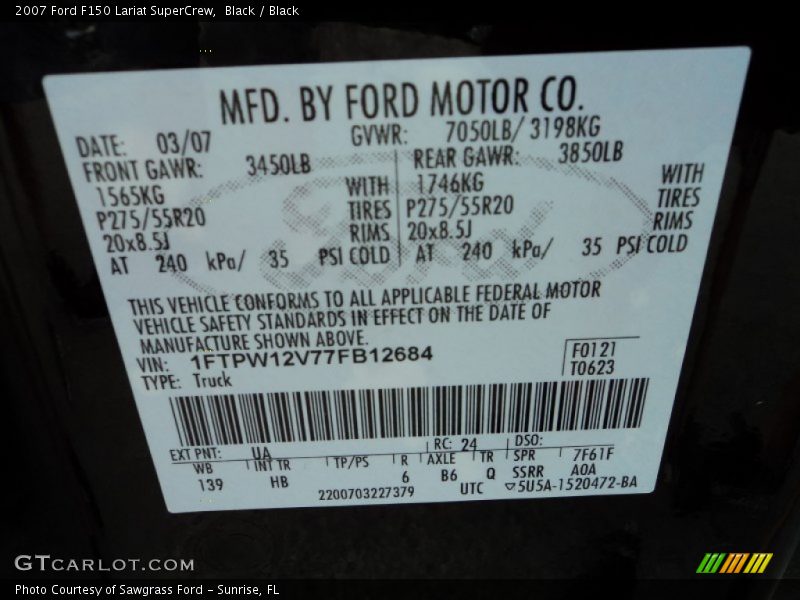 2007 Ford F150 Lariat SuperCrew,  Black / Black
MFD. BY FORD MOTOR CO.
DATE: 03/07 GVWR: 7050LB/ 3198KG
FRONT GAWR: 3450LB REAR GAWR: 3850LB
1565KG WITH 1746KG WITH
P275/55R20 TIRES P275/55R20 TIRES
20x8.5J RIMS 20x8.5J RIMS
AT 240 kPa/ 35 PSI COLD AT 240 kPa/ 35 PSI COLD
Ford
THIS VEHICLE CONFORMS TO ALL APPLICABLE FEDERAL MOTOR
VEHICLE SAFETY STANDARDS IN EFFECT ON THE DATE OF
MANUFACTURE SHOWN ABOVE.
VIN: 1FTPW12V77FB12684 F0121
TYPE: Truck T0623
EXT PNT: UA RC: 24 DSO:
WB INT TR TP/PS R AXLE TR SPR 7F61F
139 HB 6 B6 Q SSRR A0A
2200703227379 UTC ▽5U5A-1520472-BA
GTCARLOT.COM
Photo Courtesy of Sawgrass Ford - Sunrise, FL